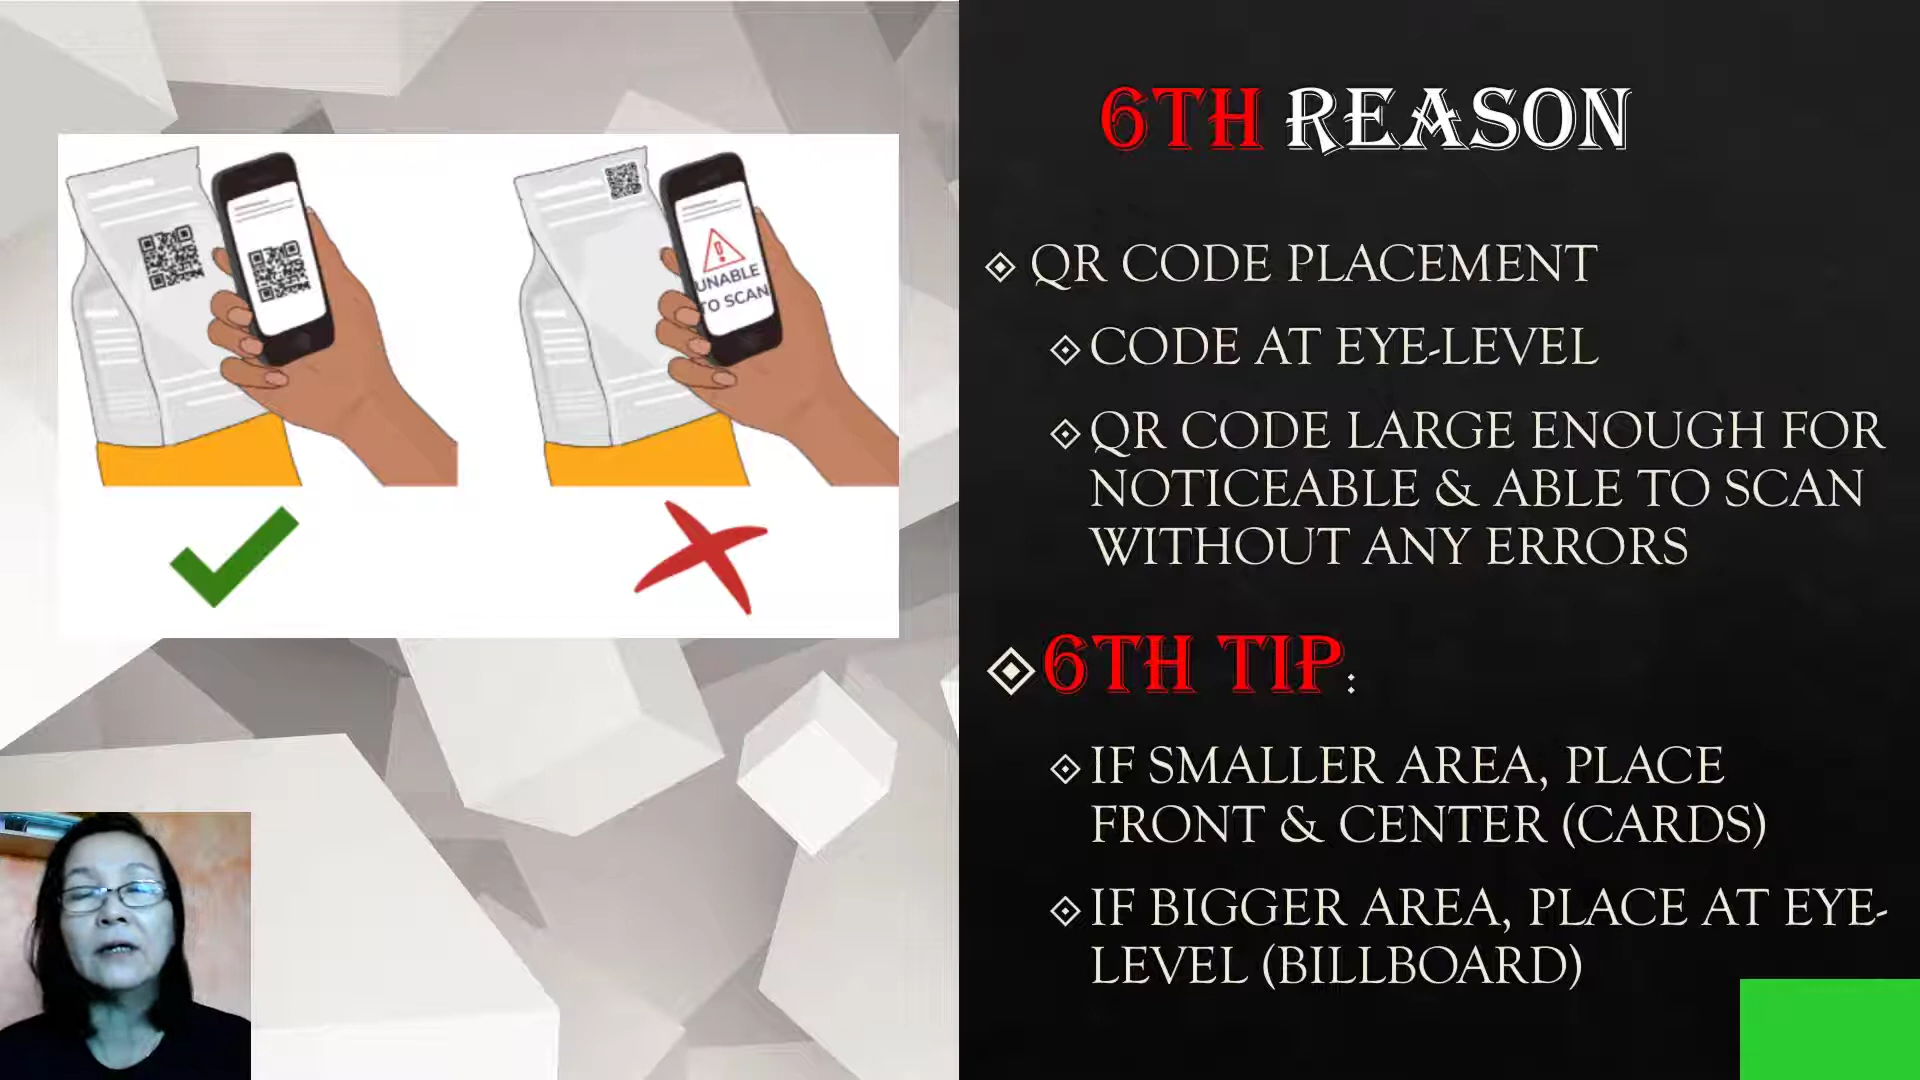 6TH REASON
QR CODE PLACEMENT
CODE AT EYE-LEVEL
QR CODE LARGE ENOUGH FOR
NOTICEABLE & ABLE TO SCAN
WITHOUT ANY ERRORS
6TH TIP:
IF SMALLER AREA, PLACE
FRONT & CENTER (CARDS)
IF BIGGER AREA, PLACE AT EYE-
LEVEL (BILLBOARD)
UNABLE
TO SCAN